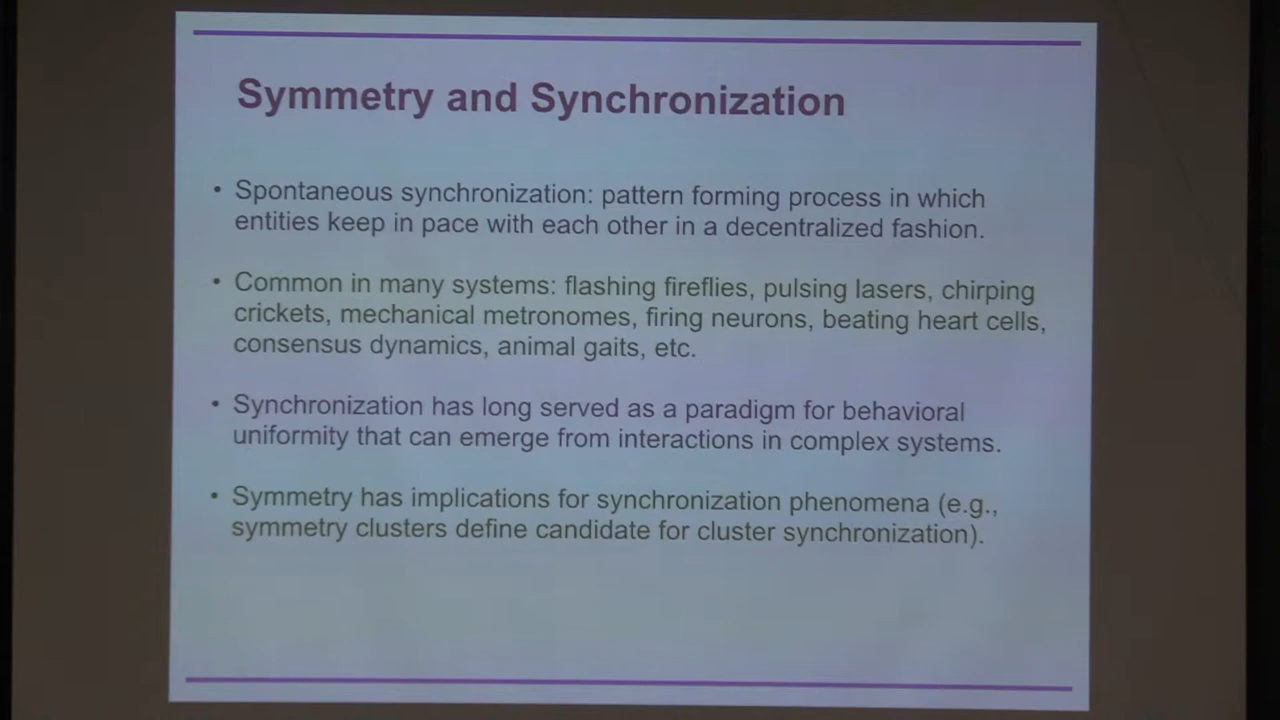 Symmetry and Synchronization
• Spontaneous synchronization: pattern forming process in which
entities keep in pace with each other in a decentralized fashion.
• Common in many systems: flashing fireflies, pulsing lasers, chirping
crickets, mechanical metronomes, firing neurons, beating heart cells,
consensus dynamics, animal gaits, etc.
• Synchronization has long served as a paradigm for behavioral
uniformity that can emerge from interactions in complex systems.
• Symmetry has implications for synchronization phenomena (e.g.,
symmetry clusters define candidate for cluster synchronization).